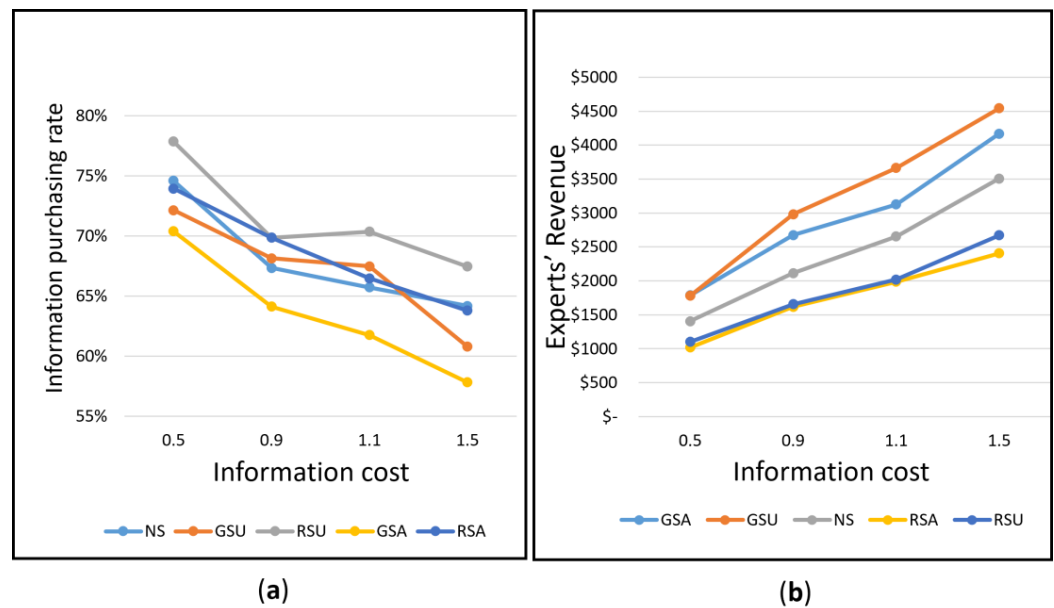 Information purchasing rate
80%
75%
70%
65%
60%
55%
0.5 0.9 1.1 1.5
Information cost
NS GSU RSU GSA RSA
(a)
Experts' Revenue
$5000
$4500
$4000
$3500
$3000
$2500
$2000
$1500
$1000
$500
$-
0.5 0.9 1.1 1.5
Information cost
GSA GSU NS RSA RSU
(b)